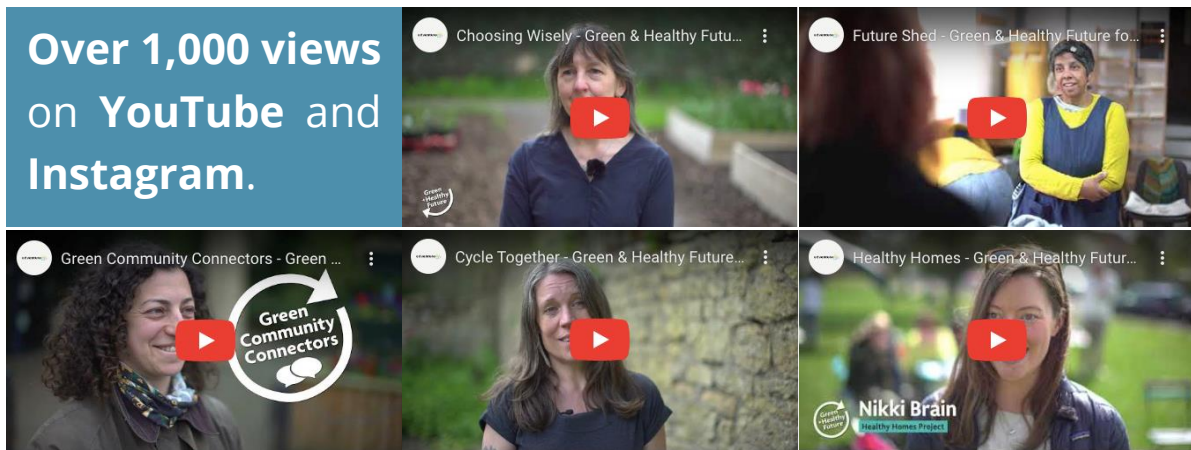 Over 1,000 views
on YouTube and
Instagram.
Choosing Wisely - Green & Healthy Futu...
Green
+Healthy
Future
Future Shed - Green & Healthy Future fo...
Green Community Connectors - Green ...
Green
Community
Connectors
Cycle Together - Green & Healthy Future...
Healthy Homes - Green & Healthy Futur...
Green
+Healthy
Future
Nikki Brain
Healthy Homes Project